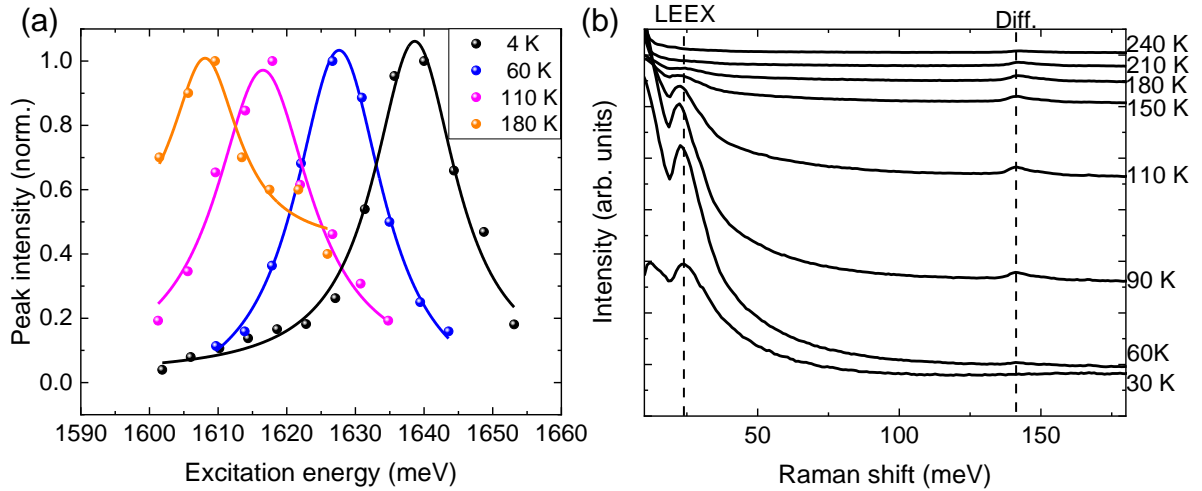 (a)
Peak intensity (norm.)
1.0
0.8
0.6
0.4
0.2
0.0
4 K
60 K
110 K
180 K
1590 1600 1610 1620 1630 1640 1650 1660
Excitation energy (meV)
(b)
LEEX
Diff.
Intensity (arb. units)
240 K
210 K
180 K
150 K
110 K
90 K
60K
30 K
50 100 150
Raman shift (meV)